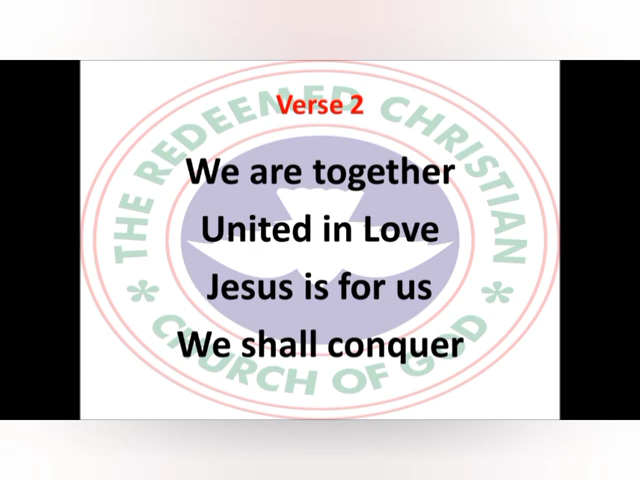 Verse 2
We are together
United in Love
Jesus is for us
We shall conquer
THE REDEEMED CHRISTIAN
CHURCH OF GOD